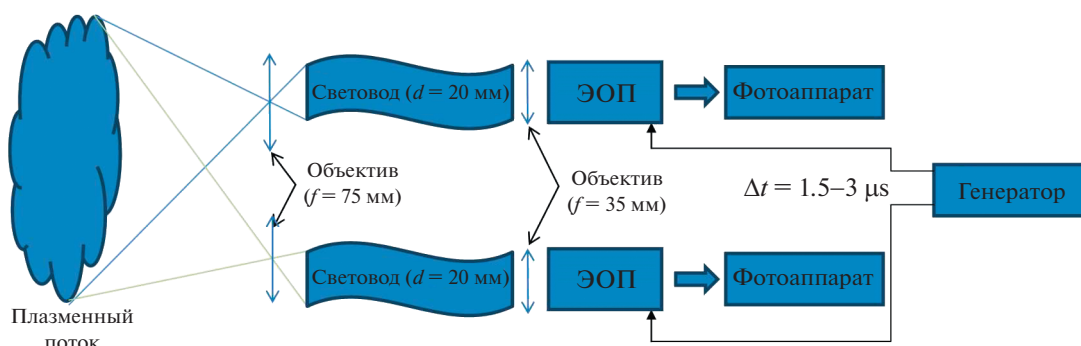 Световод (d = 20 мм)
ЭОП
Фотоаппарат
Объектив
(f = 75 мм)
Объектив
(f = 35 мм)
Δt = 1.5–3 μs
Генератор
Световод (d = 20 мм)
ЭОП
Фотоаппарат
Плазменный
поток